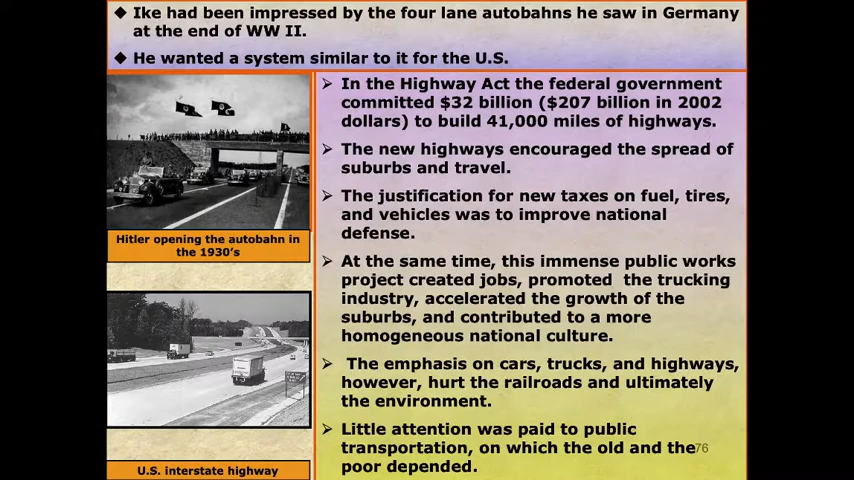 ◆ Ike had been impressed by the four lane autobahns he saw in Germany
at the end of WW II.
◆ He wanted a system similar to it for the U.S.
Hitler opening the autobahn in
the 1930's
U.S. interstate highway
➢ In the Highway Act the federal government
committed $32 billion ($207 billion in 2002
dollars) to build 41,000 miles of highways.
➢ The new highways encouraged the spread of
suburbs and travel.
➢ The justification for new taxes on fuel, tires,
and vehicles was to improve national
defense.
➢ At the same time, this immense public works
project created jobs, promoted the trucking
industry, accelerated the growth of the
suburbs, and contributed to a more
homogeneous national culture.
➢ The emphasis on cars, trucks, and highways,
however, hurt the railroads and ultimately
the environment.
➢ Little attention was paid to public
transportation, on which the old and the
poor depended.
76